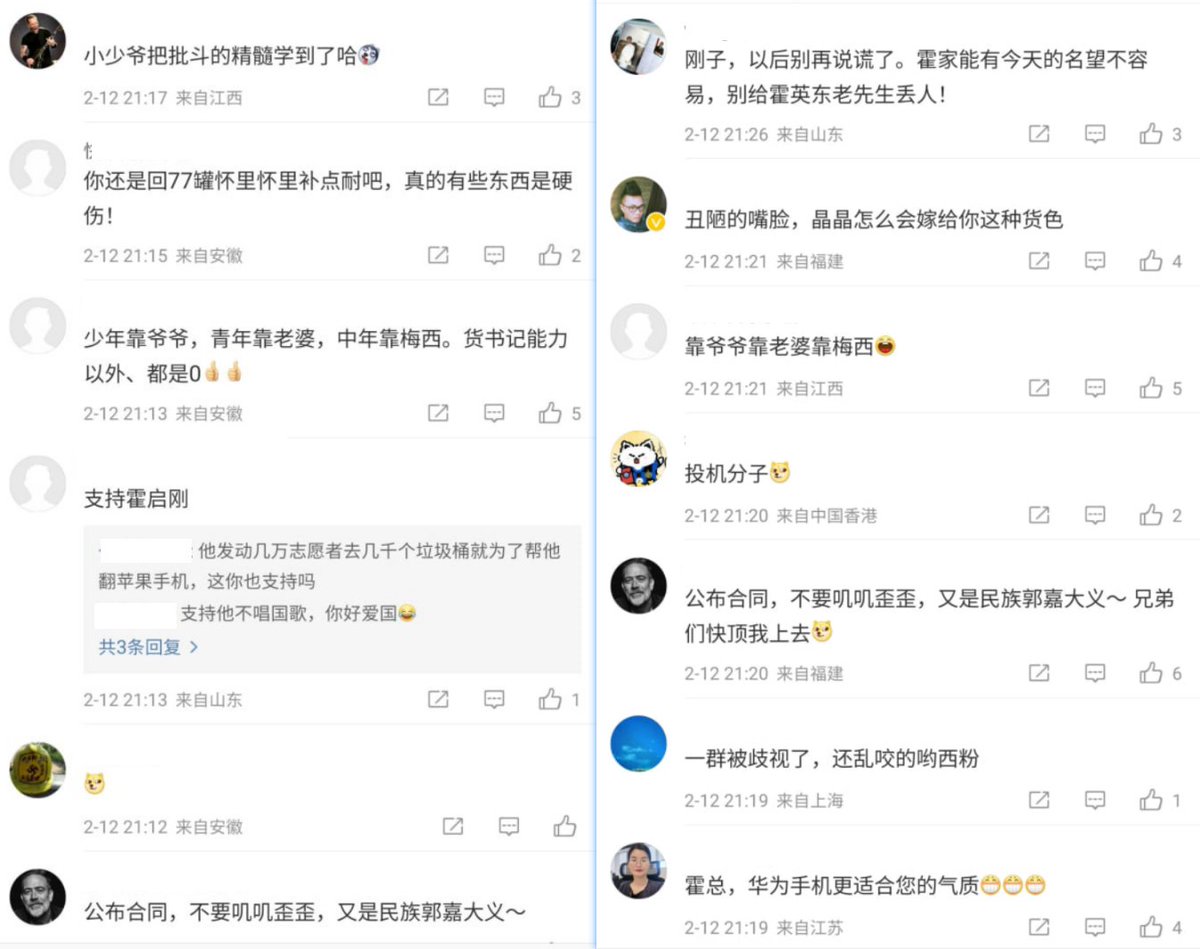 小少爷把批斗的精髓学到了哈
2-12 21:17 来自江西
3
你还是回77罐怀里怀里补点耐吧，真的有些东西是硬
伤！
2-12 21:15 来自安徽
2
少年靠爷爷，青年靠老婆，中年靠梅西。货书记能力
以外、都是0
2-12 21:13 来自安徽
5
支持霍启刚
: 他发动几万志愿者去几千个垃圾桶就为了帮他
翻苹果手机，这你也支持吗
支持他不唱国歌，你好爱国
共3条回复 >
2-12 21:13 来自山东
1
2-12 21:12 来自安徽
公布合同，不要叽叽歪歪，又是民族郭嘉大义～
刚子，以后别再说谎了。霍家能有今天的名望不容
易，别给霍英东老先生丢人！
2-12 21:26 来自山东
3
丑陋的嘴脸，晶晶怎么会嫁给你这种货色
2-12 21:21 来自福建
4
靠爷爷靠老婆靠梅西
2-12 21:21 来自江西
5
投机分子
2-12 21:20 来自中国香港
2
公布合同，不要叽叽歪歪，又是民族郭嘉大义～ 兄弟
们快顶我上去
2-12 21:20 来自福建
6
一群被歧视了，还乱咬的哟西粉
2-12 21:19 来自上海
1
霍总，华为手机更适合您的气质
2-12 21:19 来自江苏
4